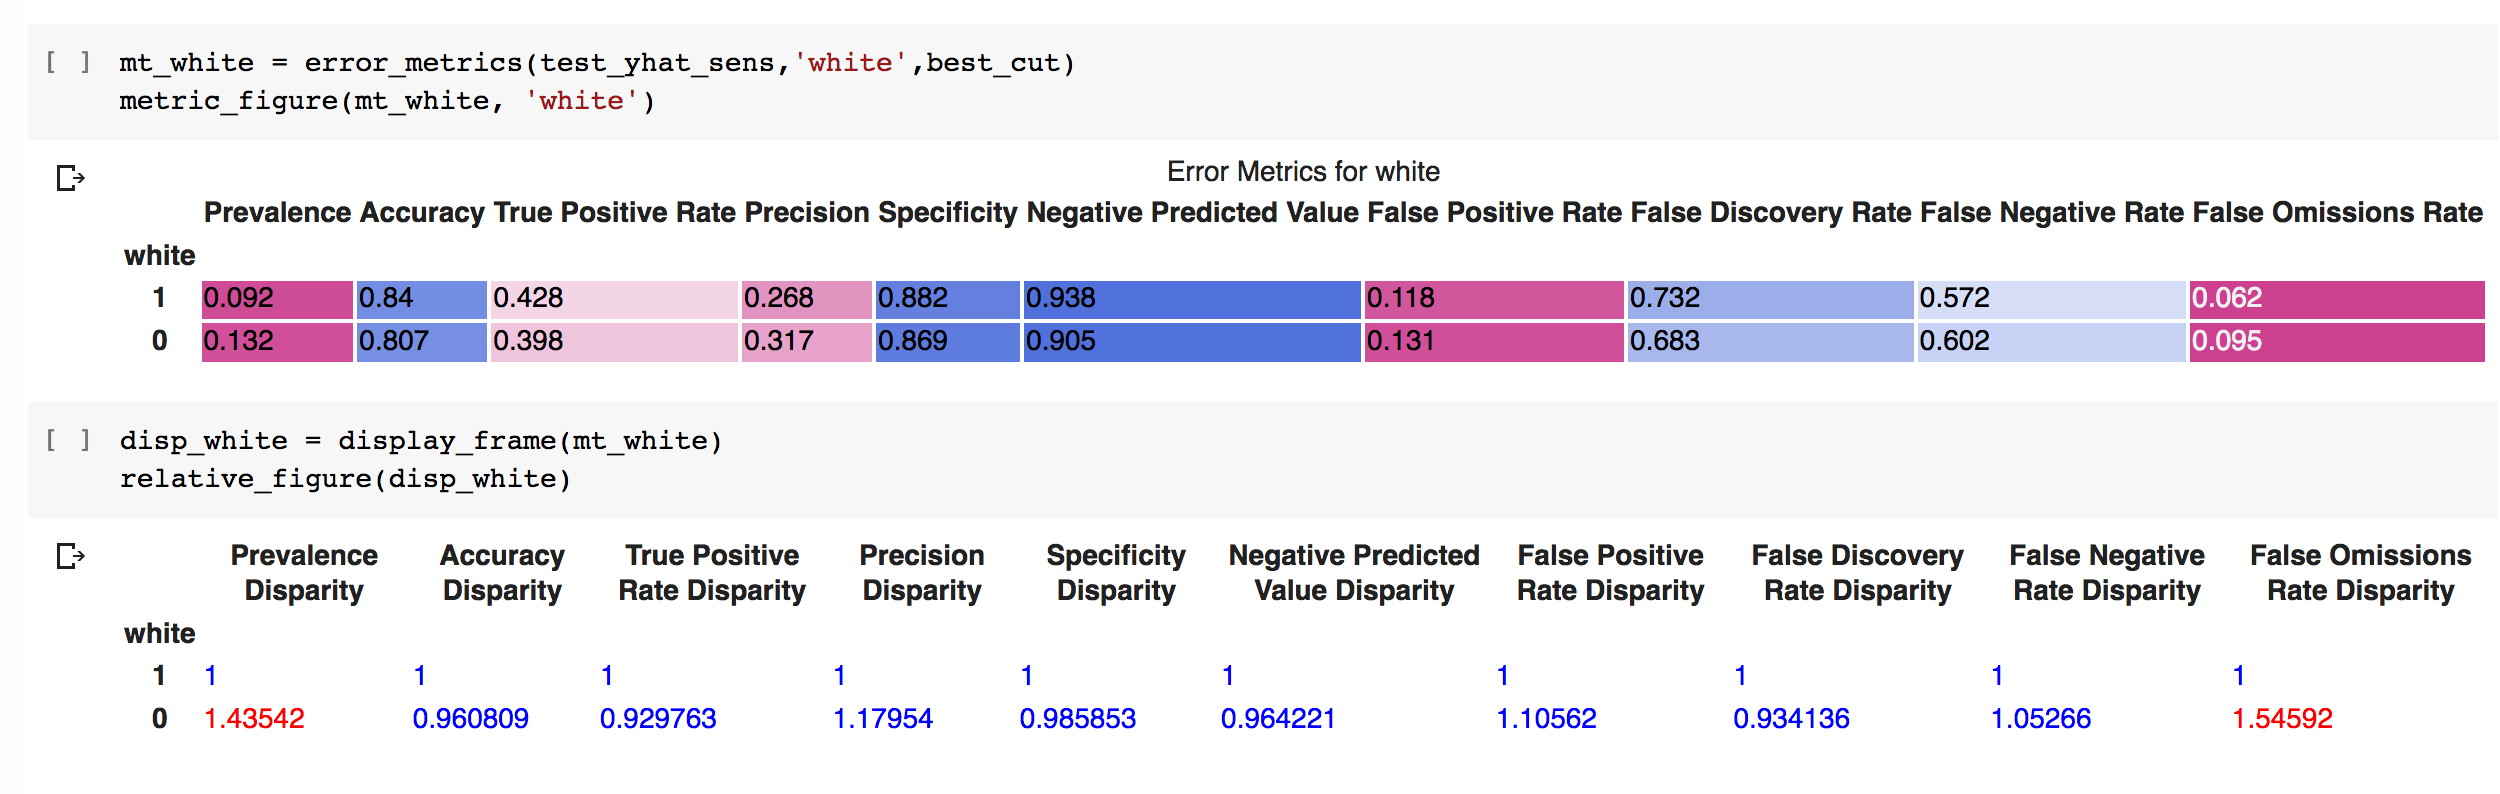 [ ] mt_white = error_metrics(test_yhat_sens,'white',best_cut)
metric_figure(mt_white, 'white')
Error Metrics for white
Prevalence Accuracy True Positive Rate Precision Specificity Negative Predicted Value False Positive Rate False Discovery Rate False Negative Rate False Omissions Rate
white
1 0.092 0.84 0.428 0.268 0.882 0.938 0.118 0.732 0.572 0.062
0 0.132 0.807 0.398 0.317 0.869 0.905 0.131 0.683 0.602 0.095
[ ] disp_white = display_frame(mt_white)
relative_figure(disp_white)
Prevalence Accuracy True Positive Precision Specificity Negative Predicted False Positive False Discovery False Negative False Omissions
Disparity Disparity Rate Disparity Disparity Disparity Value Disparity Rate Disparity Rate Disparity Rate Disparity Rate Disparity
white
1 1 1 1 1 1 1 1 1 1 1
0 1.43542 0.960809 0.929763 1.17954 0.985853 0.964221 1.10562 0.934136 1.05266 1.54592